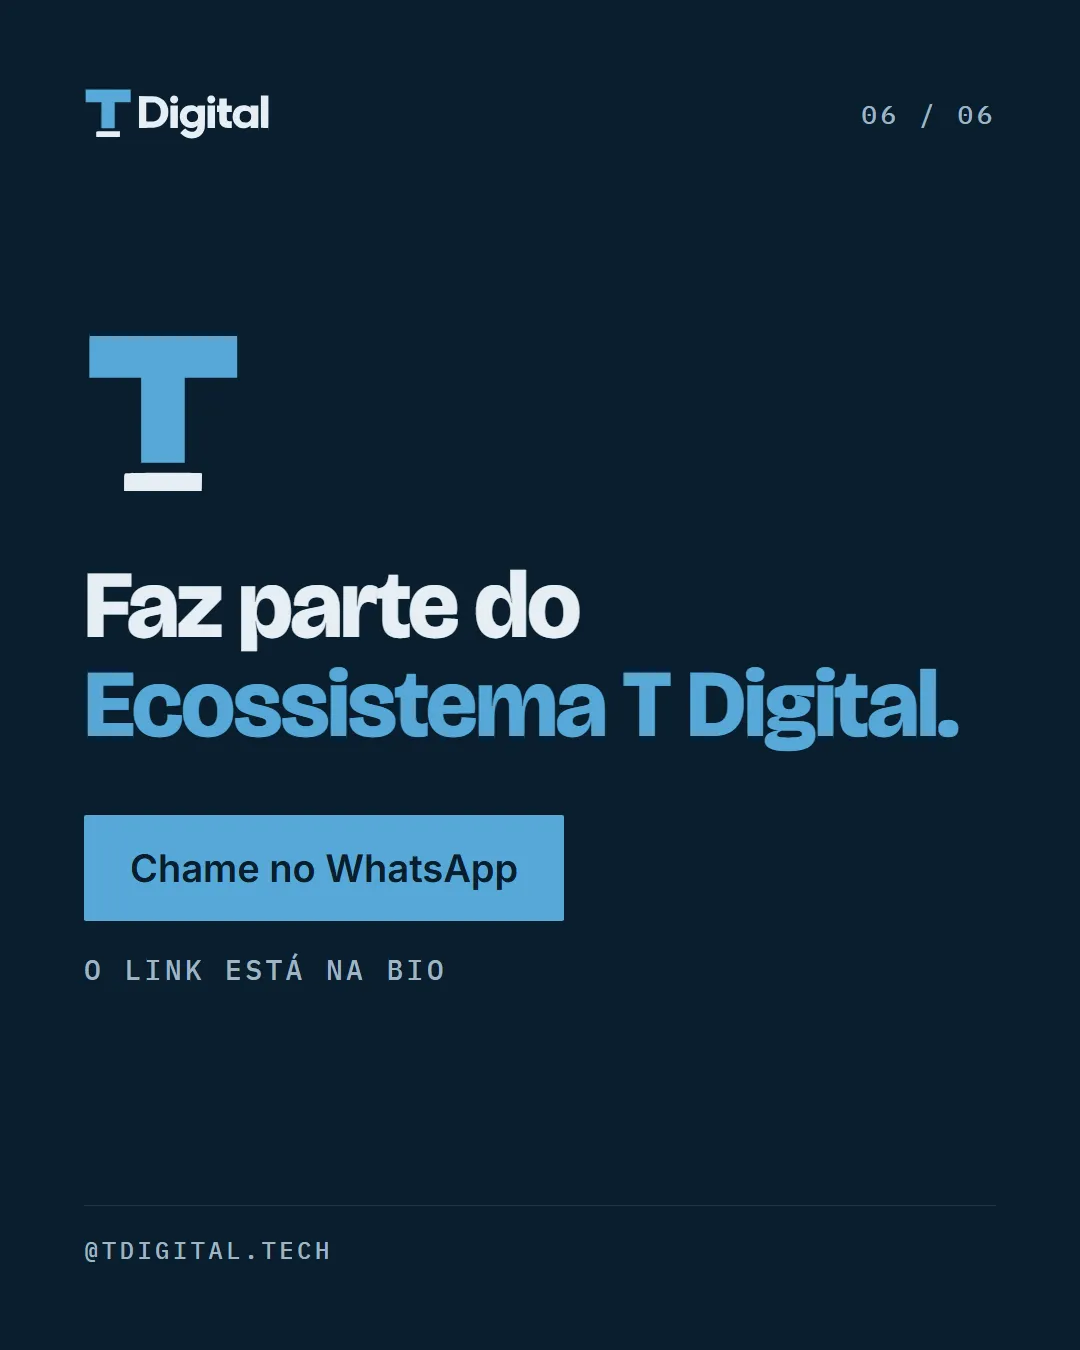 T Digital
06 / 06
T
Faz parte do
Ecossistema T Digital.
Chame no WhatsApp
O LINK ESTÁ NA BIO
@TDIGITAL.TECH